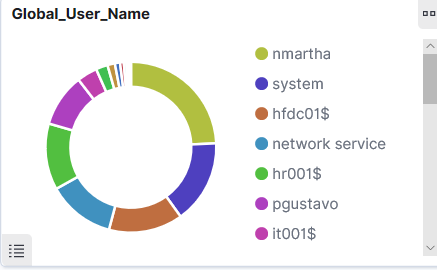 Global_User_Name
nmartha
system
hfdc01$
network service
hr001$
pgustavo
it001$